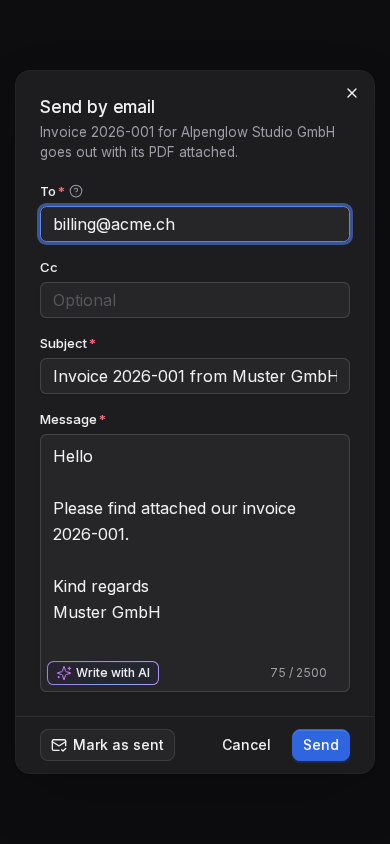 Send by email
Invoice 2026-001 for Alpenglow Studio GmbH
goes out with its PDF attached.
To *
billing@acme.ch
Cc
Optional
Subject *
Invoice 2026-001 from Muster GmbH
Message *
Hello
Please find attached our invoice
2026-001.
Kind regards
Muster GmbH
Write with AI
75 / 2500
Mark as sent
Cancel
Send